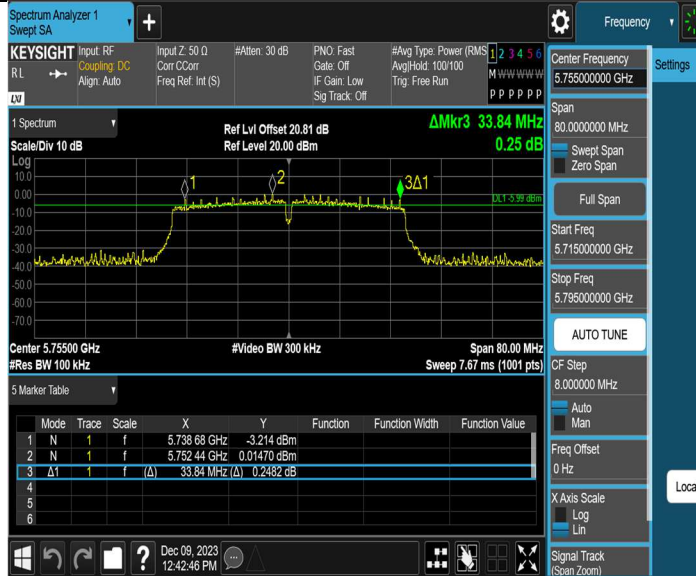 Spectrum Analyzer 1
Swept SA
+
Frequency
KEYSIGHT Input: RF Input Z: 50 Ω #Atten: 30 dB PNO: Fast #Avg Type: Power (RMS 1 2 3 4 5 6
RL Coupling: DC Corr CCorr Gate: Off Avg|Hold: 100/100 M W W W W W
Align: Auto Freq Ref: Int (S) IF Gain: Low Trig: Free Run
LXI Sig Track: Off P P P P P P
1 Spectrum Ref Lvl Offset 20.81 dB ΔMkr3 33.84 MHz
Scale/Div 10 dB Ref Level 20.00 dBm 0.25 dB
Log
10.0
0.00
-10.0
-20.0
-30.0
-40.0
-50.0
-60.0
-70.0
1
2
3Δ1
DL1 -5.99 dBm
Center 5.75500 GHz #Video BW 300 kHz Span 80.00 MHz
#Res BW 100 kHz Sweep 7.67 ms (1001 pts)
5 Marker Table
Mode Trace Scale X Y Function Function Width Function Value
1 N 1 f 5.738 68 GHz -3.214 dBm
2 N 1 f 5.752 44 GHz 0.01470 dBm
3 Δ1 1 f (Δ) 33.84 MHz (Δ) 0.2482 dB
4
5
6
?
Dec 09, 2023
12:42:46 PM
Center Frequency
5.755000000 GHz
Settings
Span
80.0000000 MHz
Swept Span
Zero Span
Full Span
Start Freq
5.715000000 GHz
Stop Freq
5.795000000 GHz
AUTO TUNE
CF Step
8.000000 MHz
Auto
Man
Freq Offset
0 Hz
X Axis Scale
Log
Lin
Loca
Signal Track
(Span Zoom)